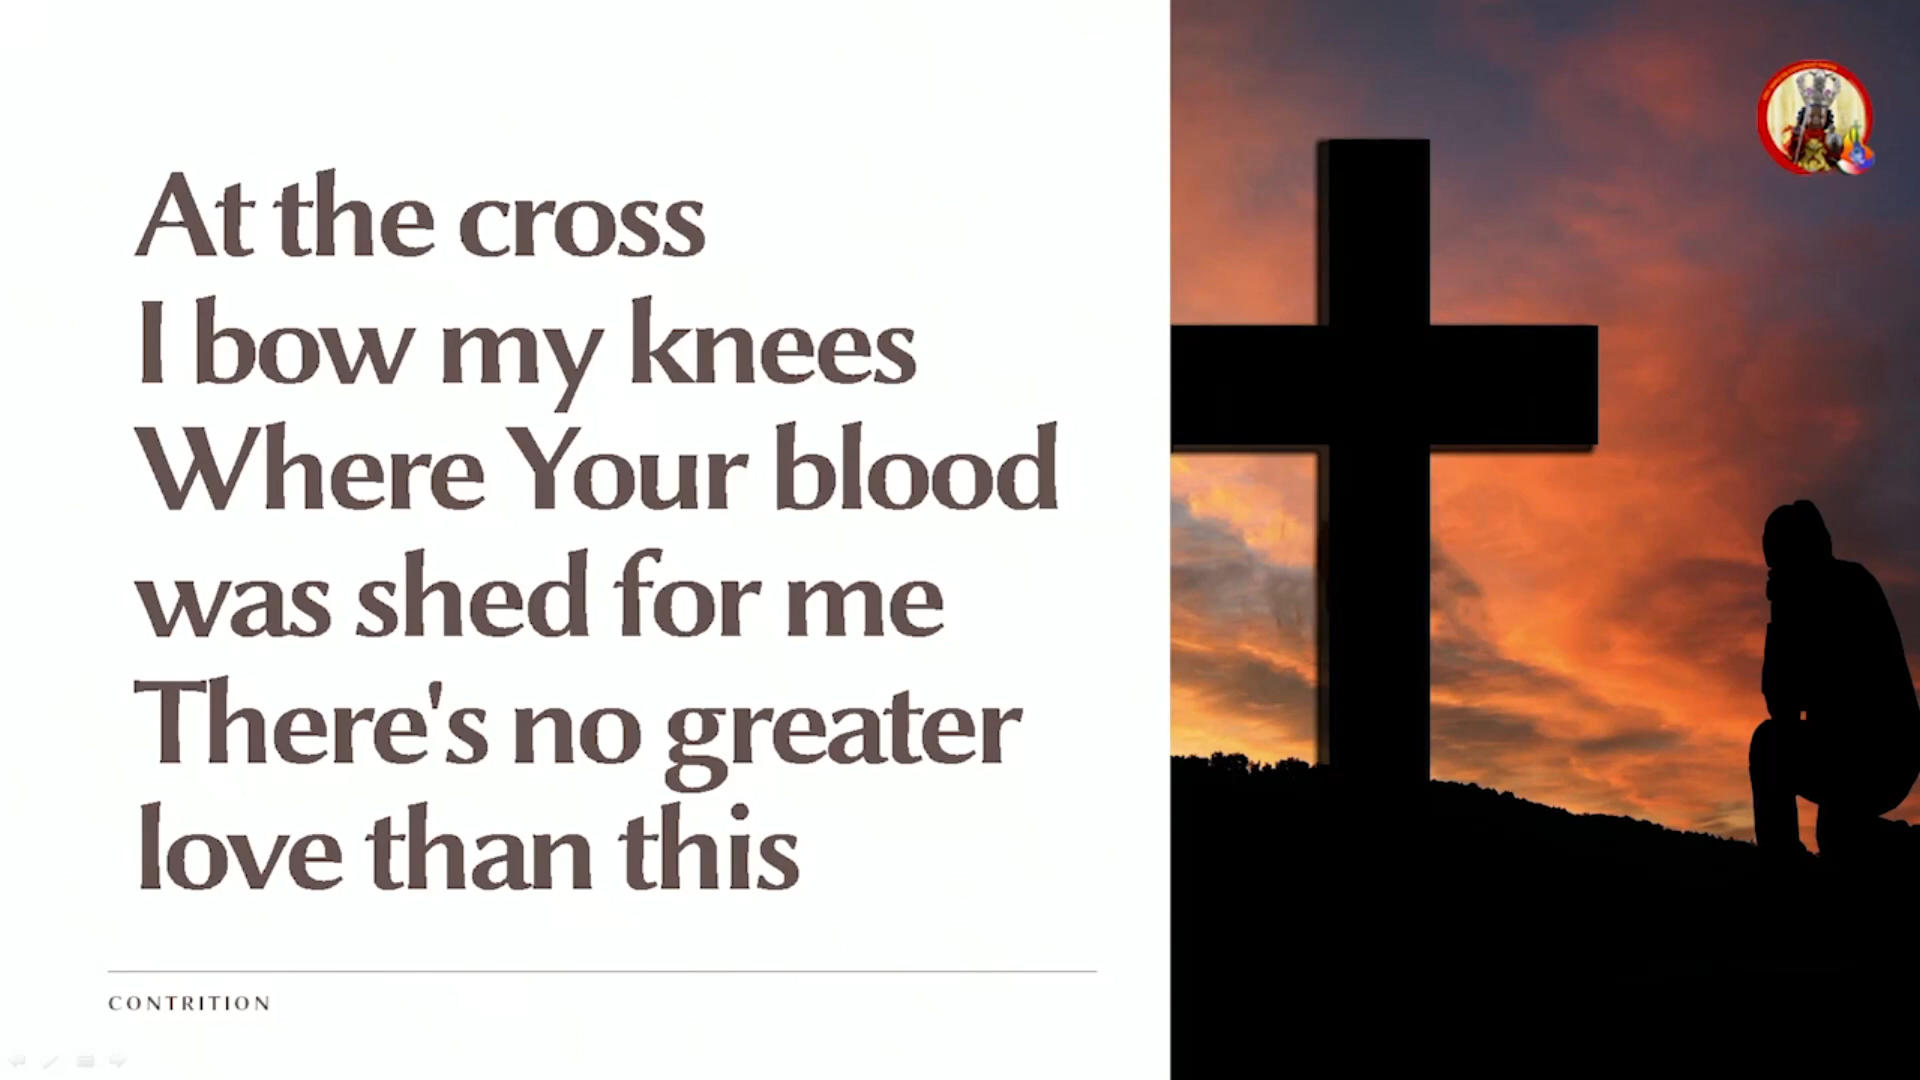 At the cross
I bow my knees
Where Your blood
was shed for me
There's no greater
love than this
CONTRITION